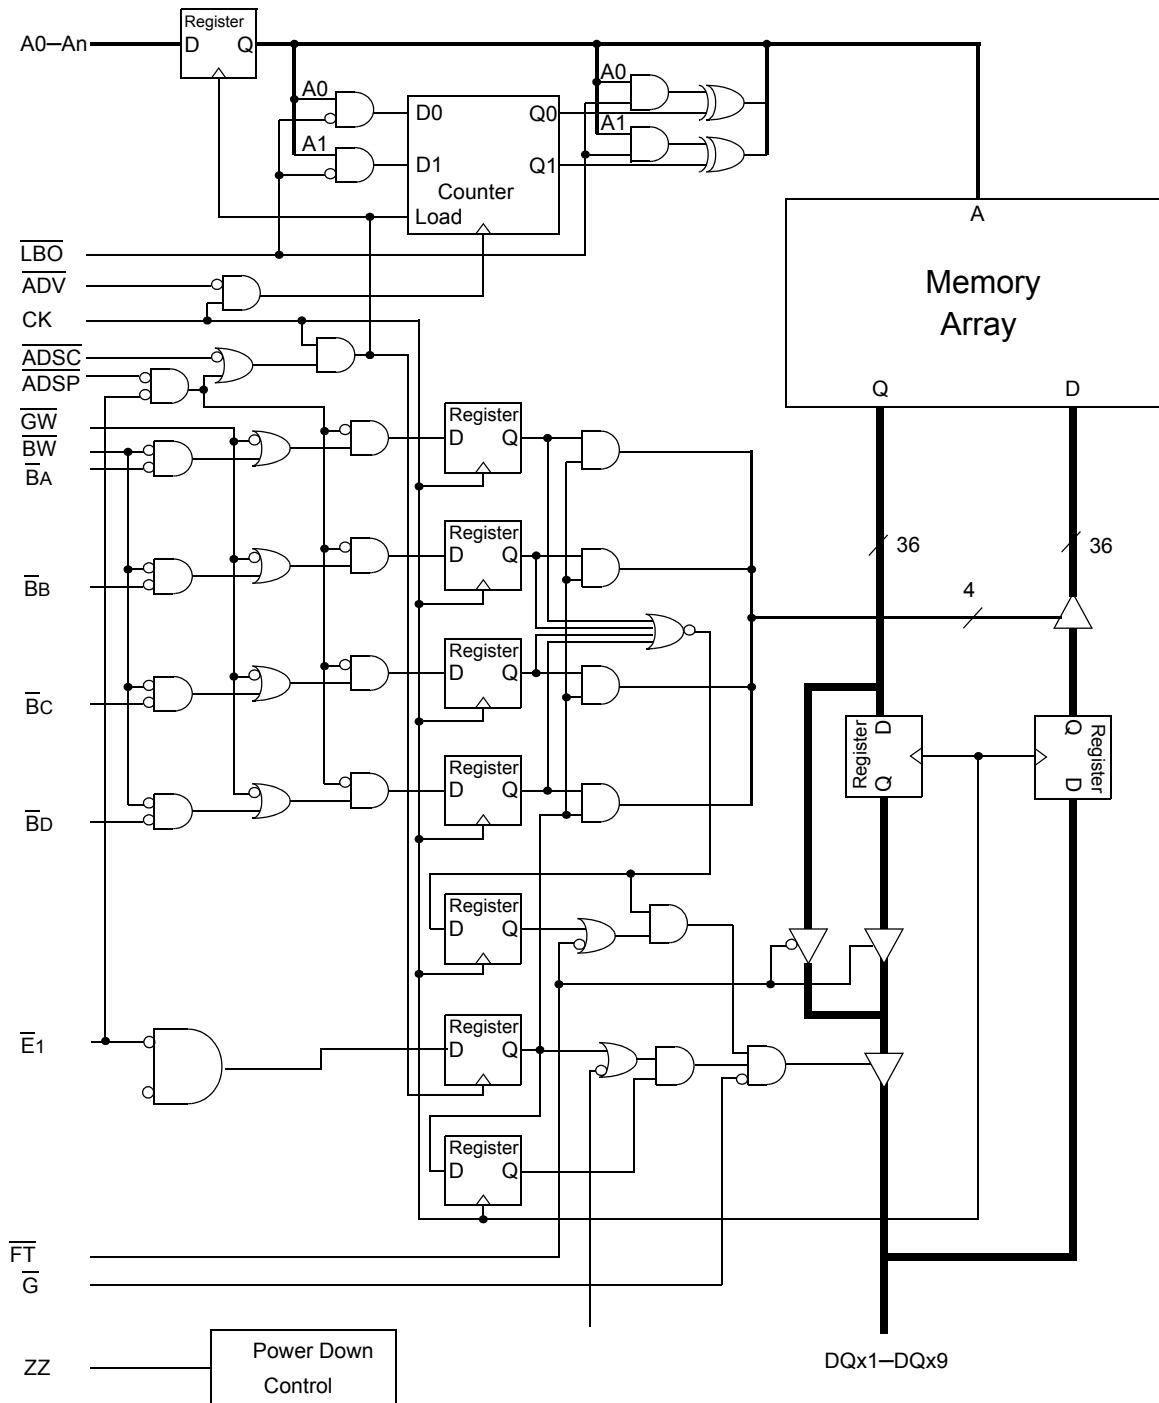 Register
A0–An
D Q
A0
A0
D0
Q0
A1
A1
D1
Q1
Counter
Load
A
LBO
ADV
Memory
Array
CK
ADSC
ADSP
Q
D
GW
BW
BA
Register
D Q
36
36
Register
D Q
BB
4
Register
D Q
BC
Register
D
Q
Register
Q
D
Register
D Q
BD
Register
D Q
E1
Register
D Q
Register
D Q
FT
G
ZZ
Power Down
Control
DQx1–DQx9